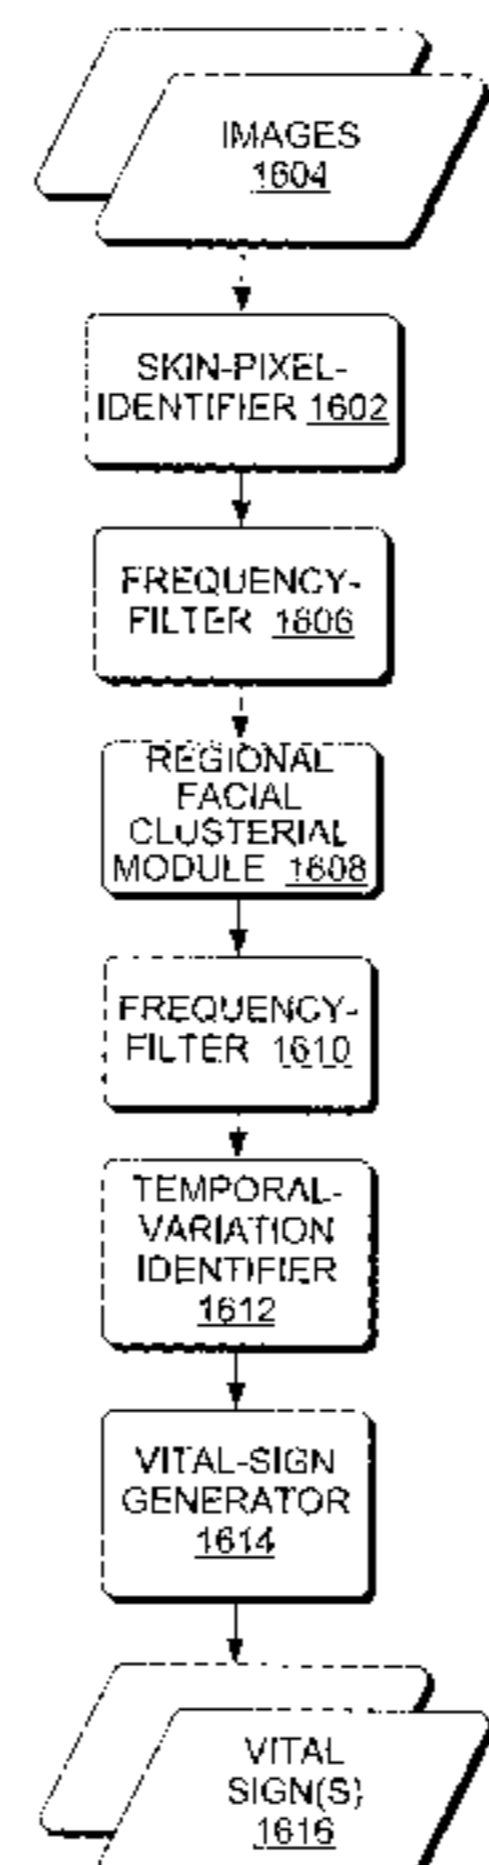 IMAGES
1604
SKIN-PIXEL-
IDENTIFIER 1602
FREQUENCY-
FILTER 1606
REGIONAL
FACIAL
CLUSTERIAL
MODULE 1608
FREQUENCY-
FILTER 1610
TEMPORAL-
VARIATION
IDENTIFIER
1612
VITAL-SIGN
GENERATOR
1614
VITAL
SIGN(S)
1616